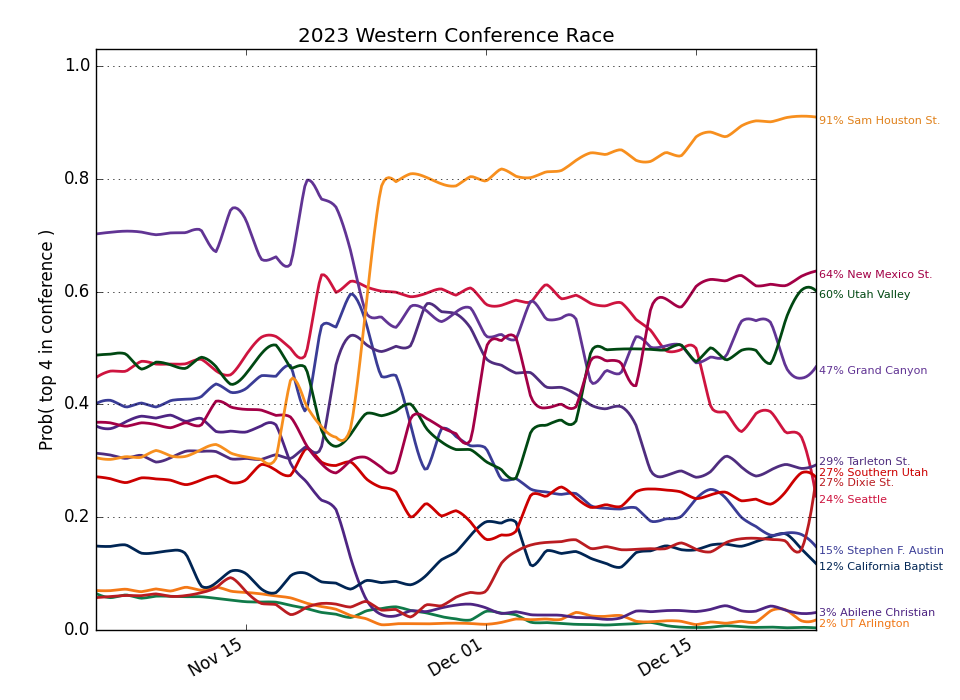 2023 Western Conference Race
Prob( top 4 in conference )
1.0
0.8
0.6
0.4
0.2
0.0
Nov 15
Dec 01
Dec 15
91% Sam Houston St.
64% New Mexico St.
60% Utah Valley
47% Grand Canyon
29% Tarleton St.
27% Southern Utah
27% Dixie St.
24% Seattle
15% Stephen F. Austin
12% California Baptist
3% Abilene Christian
2% UT Arlington